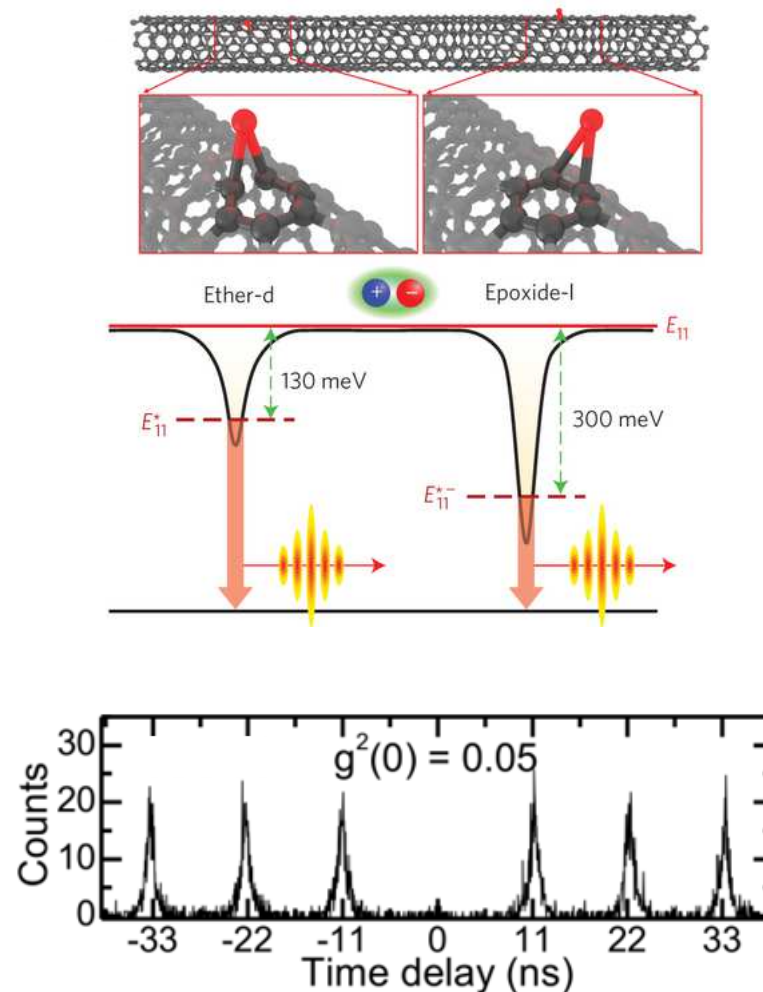 Ether-d
+ −
Epoxide-l
E11
130 meV
E*11
300 meV
E*−11
g²(0) = 0.05
Counts
30
20
10
0
-33 -22 -11 0 11 22 33
Time delay (ns)